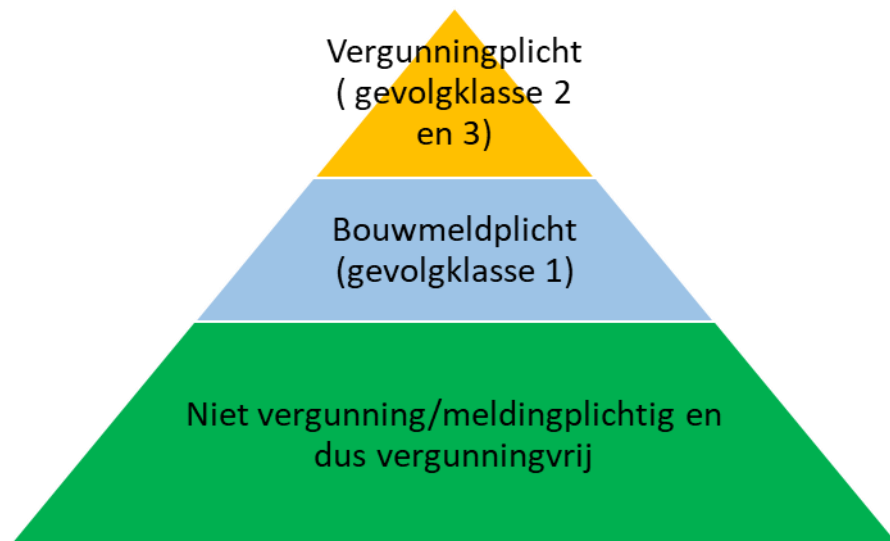 Vergunningplicht
( gevolgklasse 2
en 3)
Bouwmeldplicht
(gevolgklasse 1)
Niet vergunning/meldingplichtig en
dus vergunningvrij